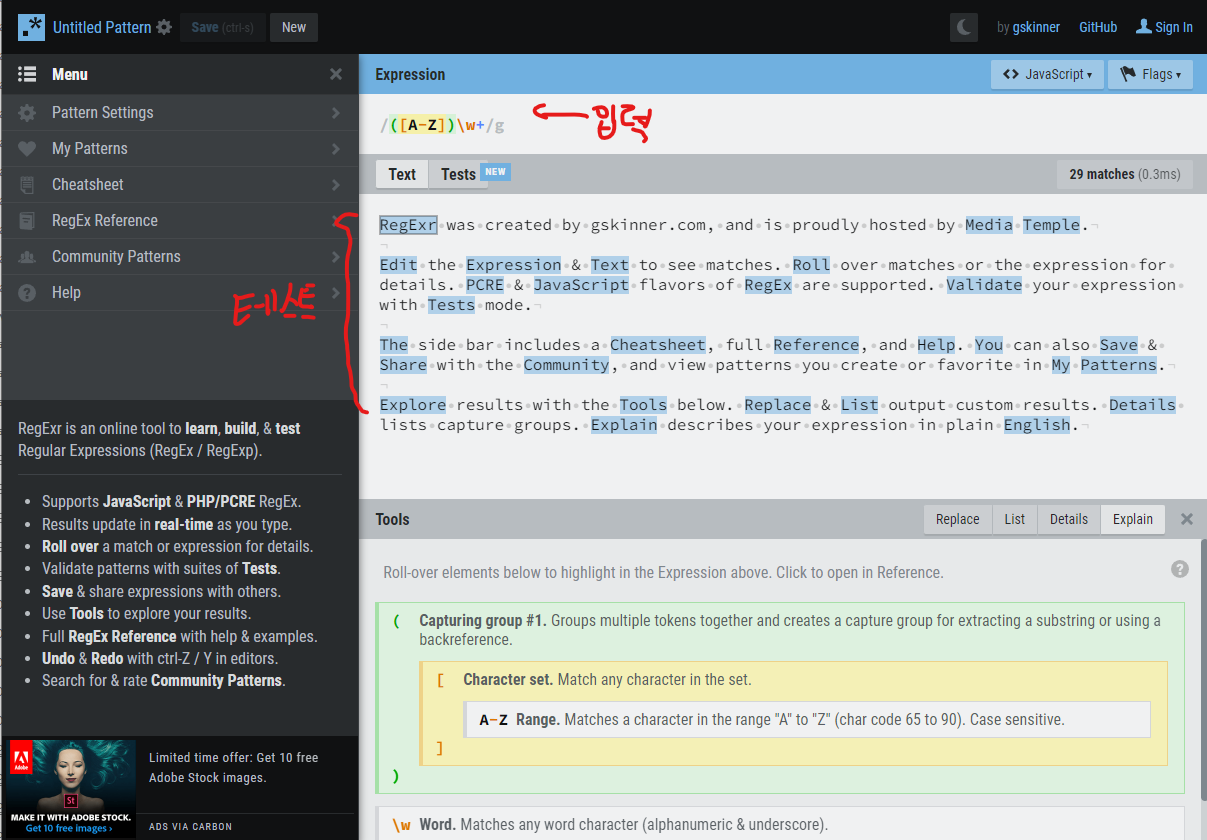 Untitled Pattern Save (ctrl-s) New by gskinner GitHub Sign In
Menu
Pattern Settings
My Patterns
Cheatsheet
RegEx Reference
Community Patterns
Help
테스트
RegExr is an online tool to learn, build, & test
Regular Expressions (RegEx / RegExp).
Supports JavaScript & PHP/PCRE RegEx.
Results update in real-time as you type.
Roll over a match or expression for details.
Validate patterns with suites of Tests.
Save & share expressions with others.
Use Tools to explore your results.
Full RegEx Reference with help & examples.
Undo & Redo with ctrl-Z / Y in editors.
Search for & rate Community Patterns.
Adobe
St
MAKE IT WITH ADOBE STOCK.
Get 10 free images ›
Limited time offer: Get 10 free
Adobe Stock images.
ADS VIA CARBON
Expression <> JavaScript Flags
/([A-Z])\w+/g
입력
Text Tests NEW 29 matches (0.3ms)
RegExr was created by gskinner.com, and is proudly hosted by Media Temple.
Edit the Expression & Text to see matches. Roll over matches or the expression for
details. PCRE & JavaScript flavors of RegEx are supported. Validate your expression
with Tests mode.
The side bar includes a Cheatsheet, full Reference, and Help. You can also Save &
Share with the Community, and view patterns you create or favorite in My Patterns.
Explore results with the Tools below. Replace & List output custom results. Details
lists capture groups. Explain describes your expression in plain English.
Tools Replace List Details Explain
Roll-over elements below to highlight in the Expression above. Click to open in Reference.
( Capturing group #1. Groups multiple tokens together and creates a capture group for extracting a substring or using a
backreference.
[ Character set. Match any character in the set.
A-Z Range. Matches a character in the range "A" to "Z" (char code 65 to 90). Case sensitive.
]
)
\w Word. Matches any word character (alphanumeric & underscore).